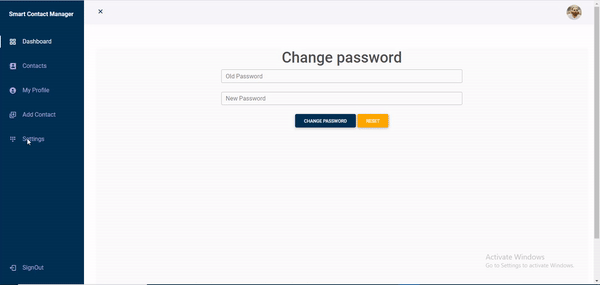 Smart Contact Manager
Dashboard
Contacts
My Profile
Add Contact
Settings
SignOut
Change password
Old Password
New Password
CHANGE PASSWORD
RESET
Activate Windows
Go to Settings to activate Windows.